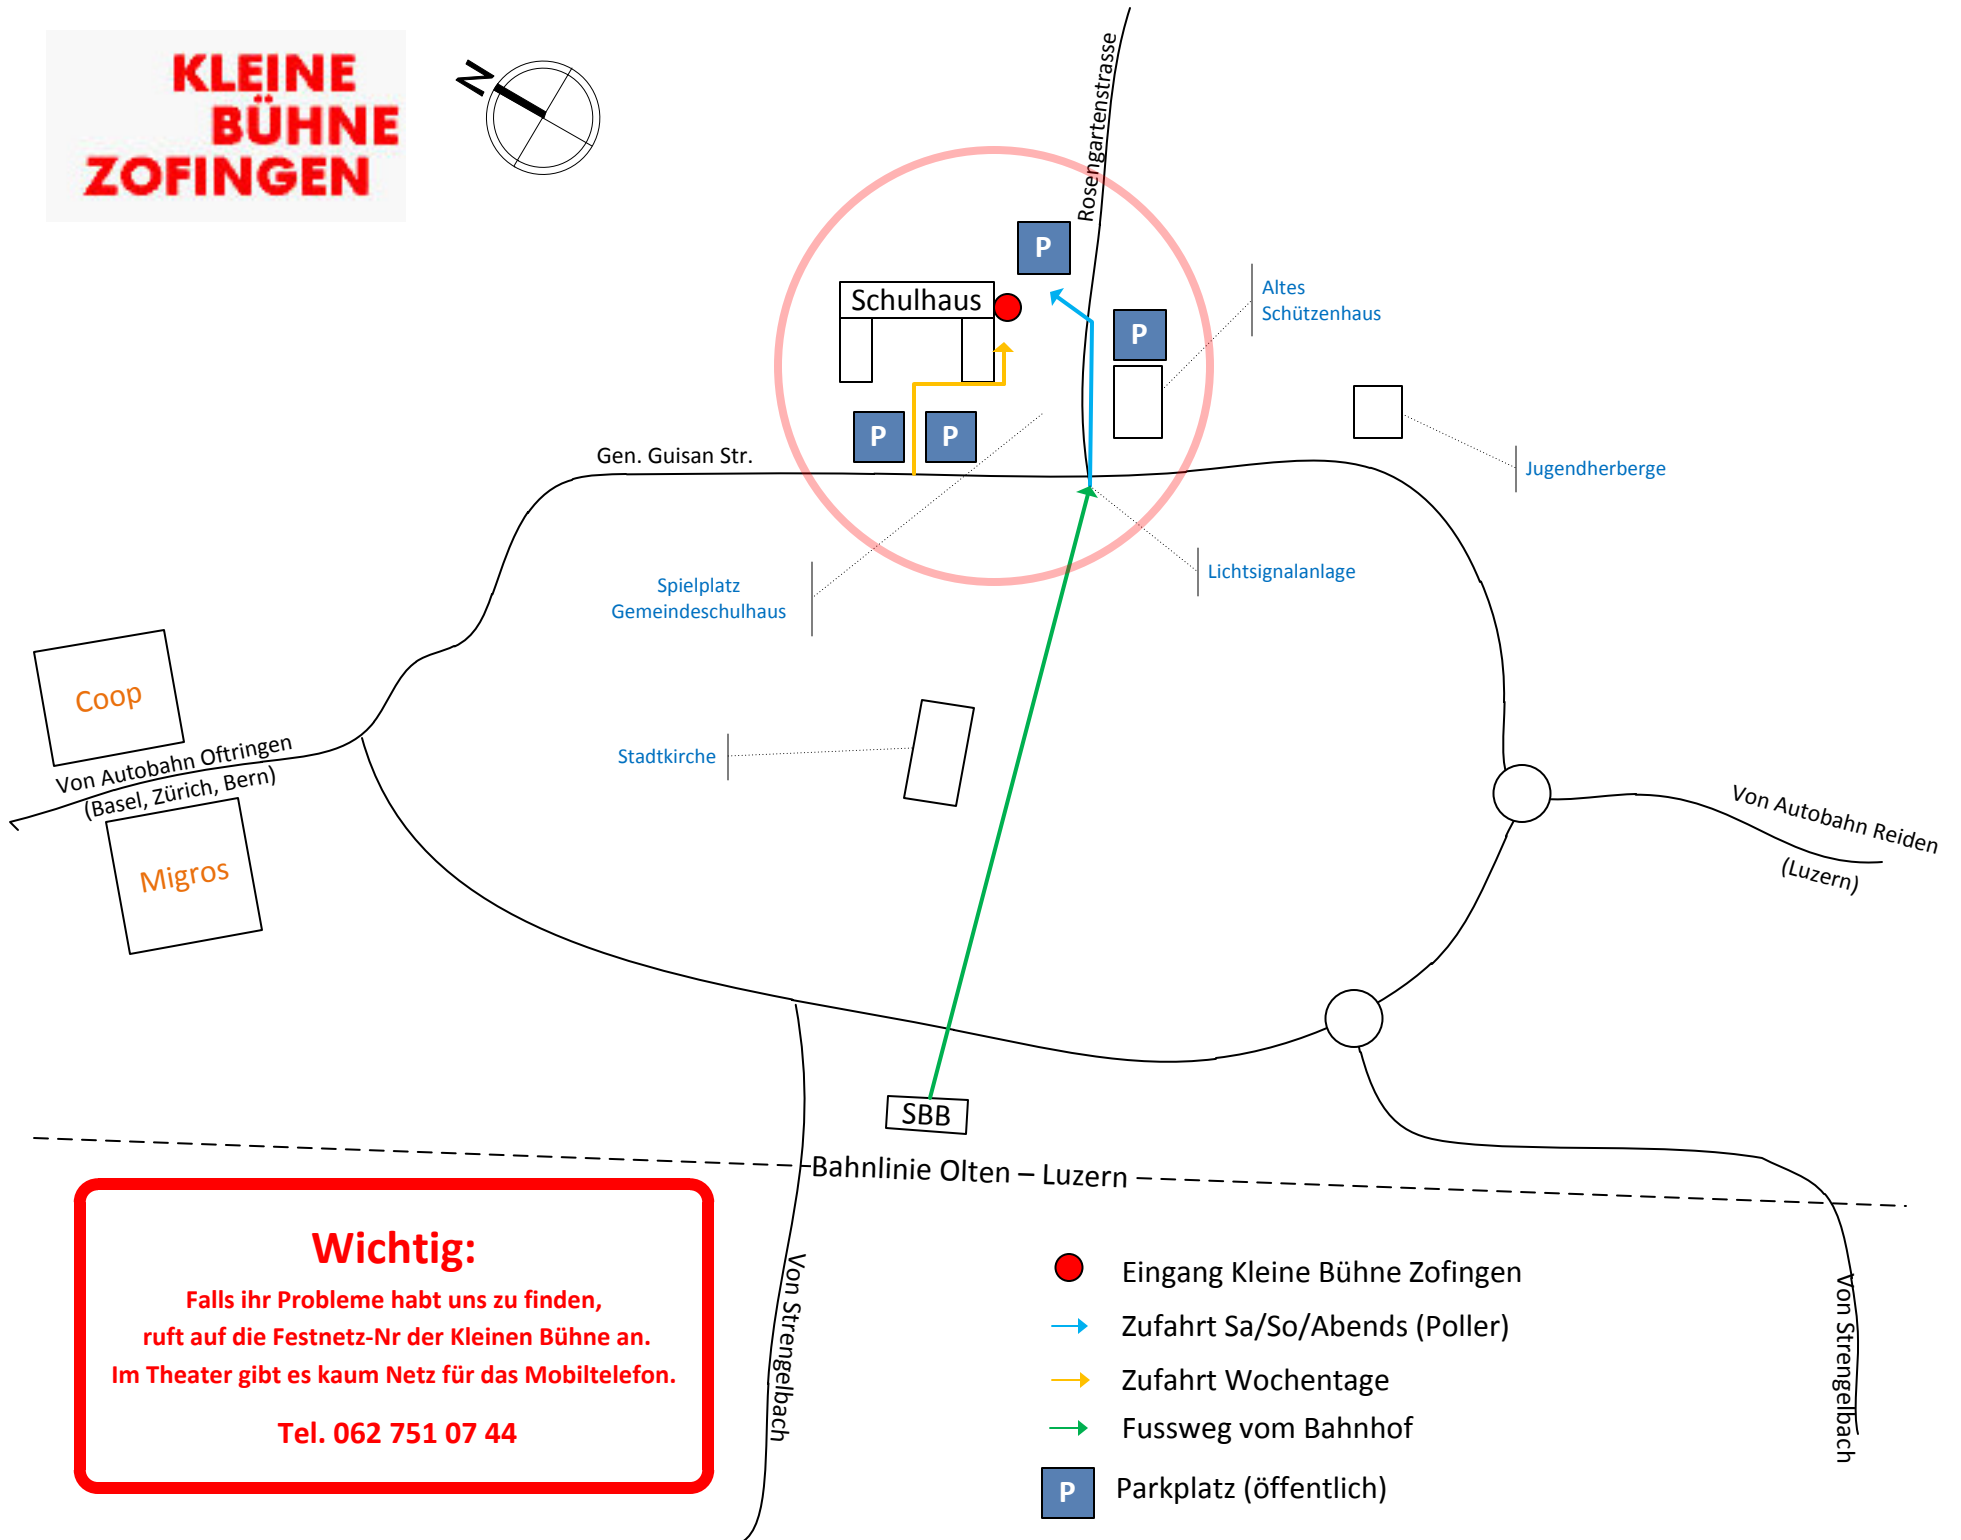 KLEINE
BÜHNE
ZOFINGEN
N
Rosengartenstrasse
P
Schulhaus
P
Altes
Schützenhaus
P
P
Gen. Guisan Str.
Jugendherberge
Lichtsignalanlage
Spielplatz
Gemeindeschulhaus
Coop
Von Autobahn Oftringen
(Basel, Zürich, Bern)
Migros
Stadtkirche
Von Autobahn Reiden
(Luzern)
SBB
Bahnlinie Olten – Luzern
Von Strengelbach
Von Strengelbach
Wichtig:
Falls ihr Probleme habt uns zu finden,
ruft auf die Festnetz-Nr der Kleinen Bühne an.
Im Theater gibt es kaum Netz für das Mobiltelefon.
Tel. 062 751 07 44
Eingang Kleine Bühne Zofingen
Zufahrt Sa/So/Abends (Poller)
Zufahrt Wochentage
Fussweg vom Bahnhof
P Parkplatz (öffentlich)